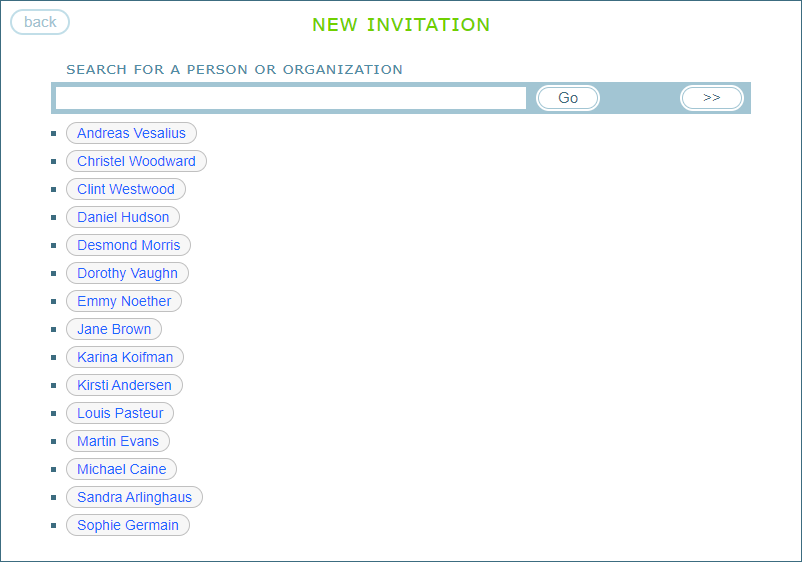 back
NEW INVITATION
SEARCH FOR A PERSON OR ORGANIZATION
Go >>
Andreas Vesalius
Christel Woodward
Clint Westwood
Daniel Hudson
Desmond Morris
Dorothy Vaughn
Emmy Noether
Jane Brown
Karina Koifman
Kirsti Andersen
Louis Pasteur
Martin Evans
Michael Caine
Sandra Arlinghaus
Sophie Germain